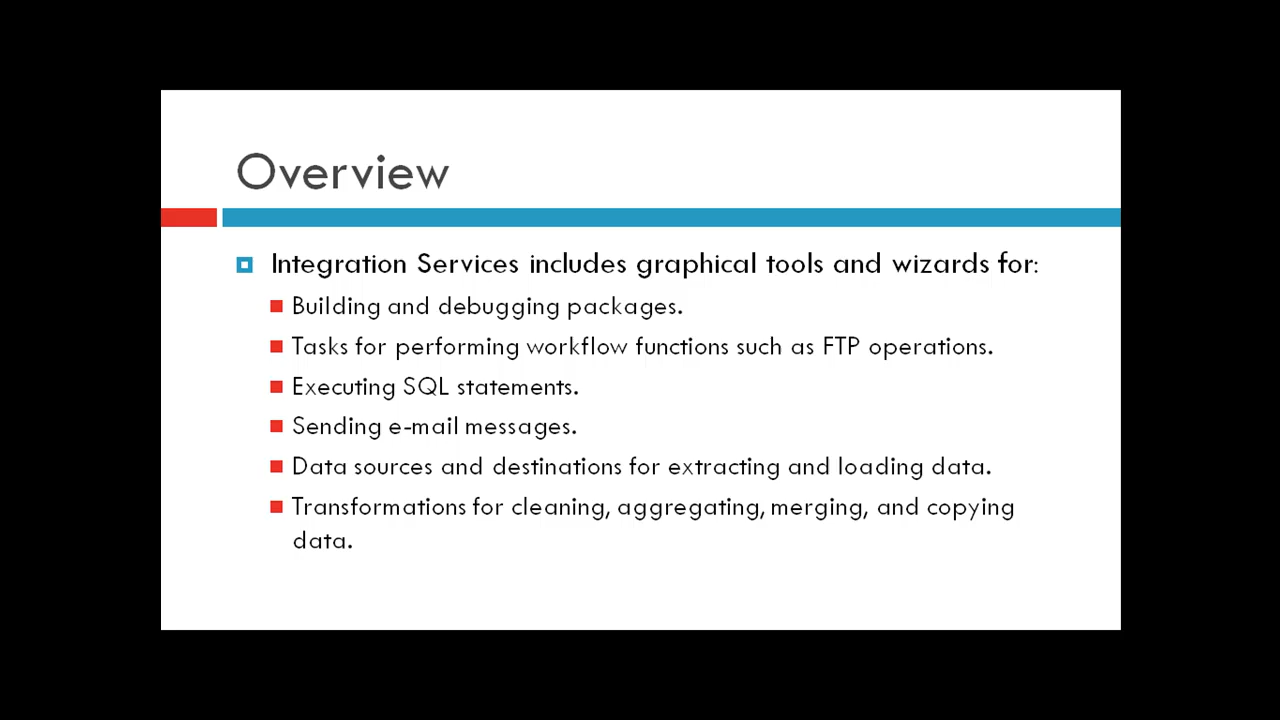 Overview
Integration Services includes graphical tools and wizards for:
Building and debugging packages.
Tasks for performing workflow functions such as FTP operations.
Executing SQL statements.
Sending e-mail messages.
Data sources and destinations for extracting and loading data.
Transformations for cleaning, aggregating, merging, and copying
data.